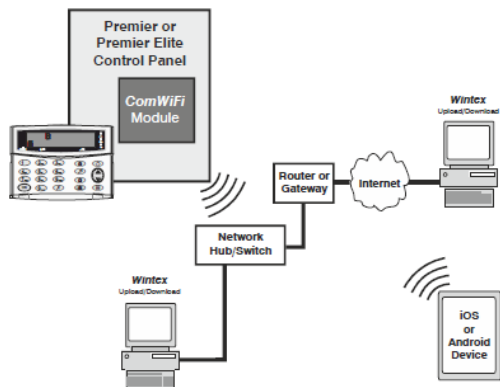 Premier or
Premier Elite
Control Panel
ComWiFi
Module
Wintex
Upload/Download
Router or
Gateway
Internet
Network
Hub/Switch
Wintex
Upload/Download
iOS
or
Android
Device